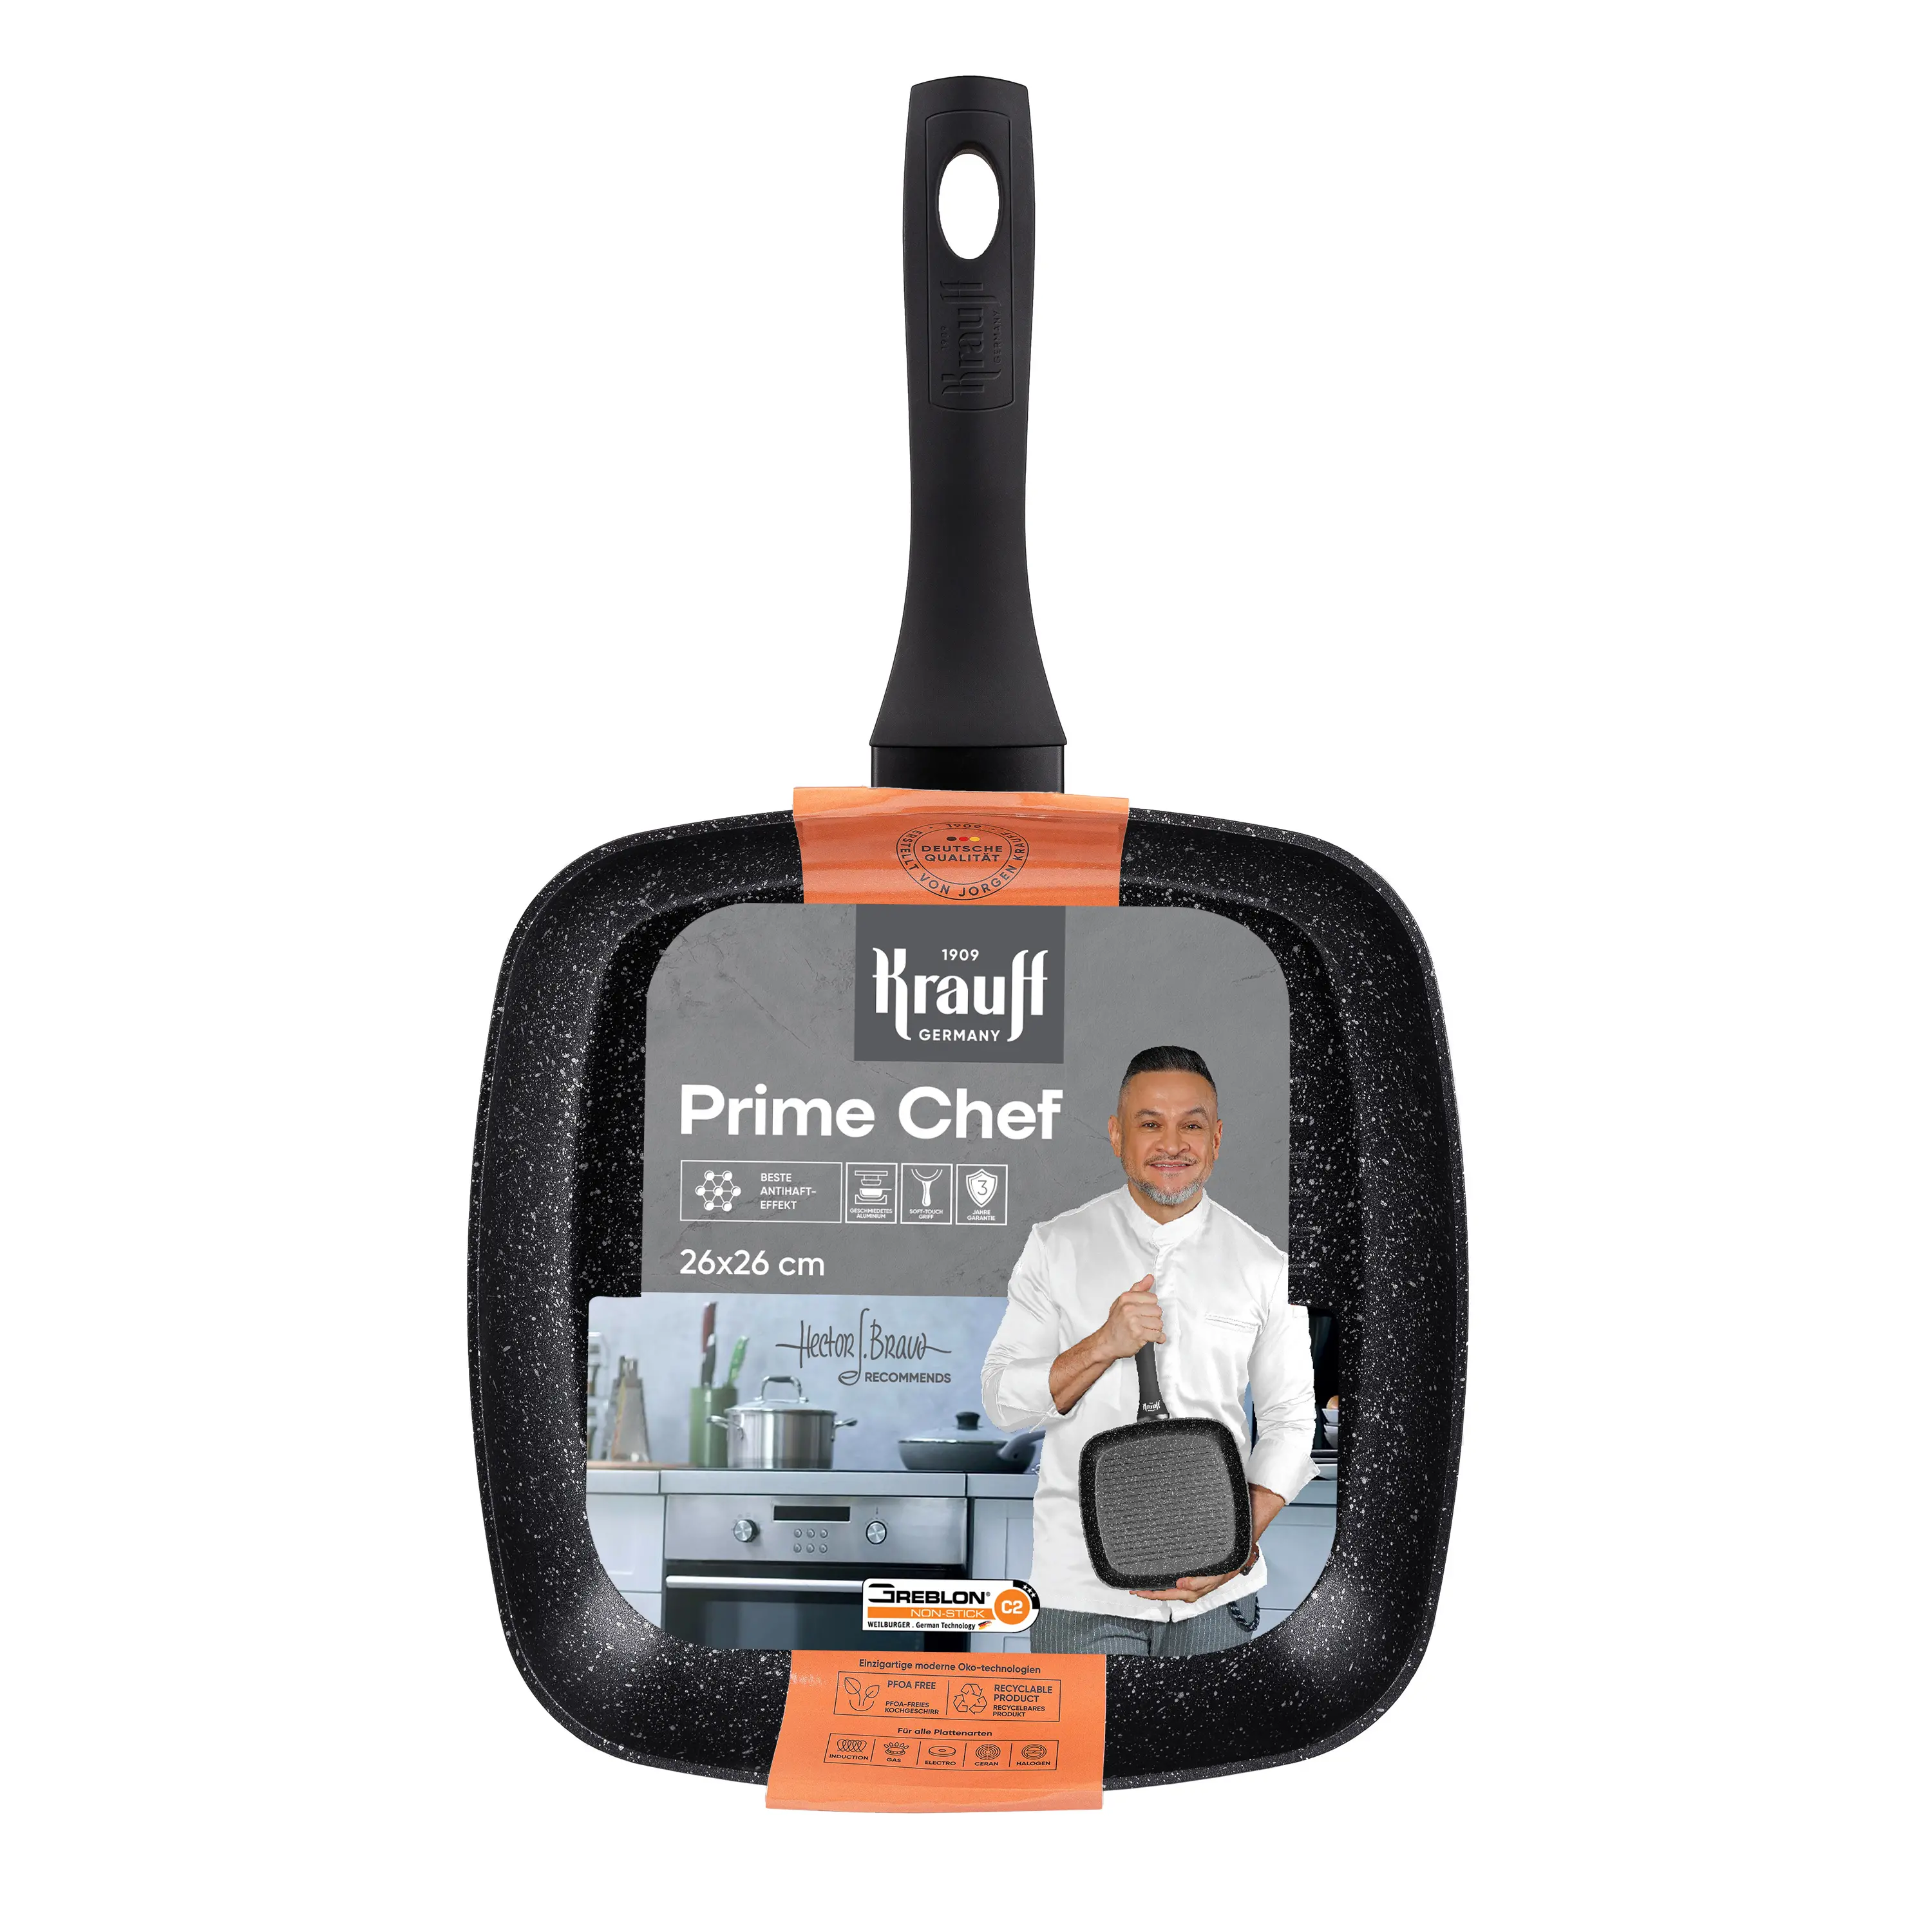 1909
Krauff
GERMANY
1909
DEUTSCHE
QUALITÄT
ERSTELLT VON JORGEN KRAUFF
1909
Krauff
GERMANY
Prime Chef
BESTE
ANTIHAFT-
EFFEKT
GESCHMIEDETES
ALUMINIUM
SOFT-TOUCH
GRIFF
3
JAHRE
GARANTIE
26x26 cm
Hector J. Bravo
RECOMMENDS
Krauff
GREBLON®
NON-STICK
C2
WEILBURGER . German Technology
Einzigartige moderne Oko-technologien
PFOA FREE
PFOA-FREIES
KOCHGESCHIRR
RECYCLABLE
PRODUCT
RECYCELBARES
PRODUKT
Für alle Plattenarten
INDUCTION
GAS
ELECTRO
CERAN
HALOGEN